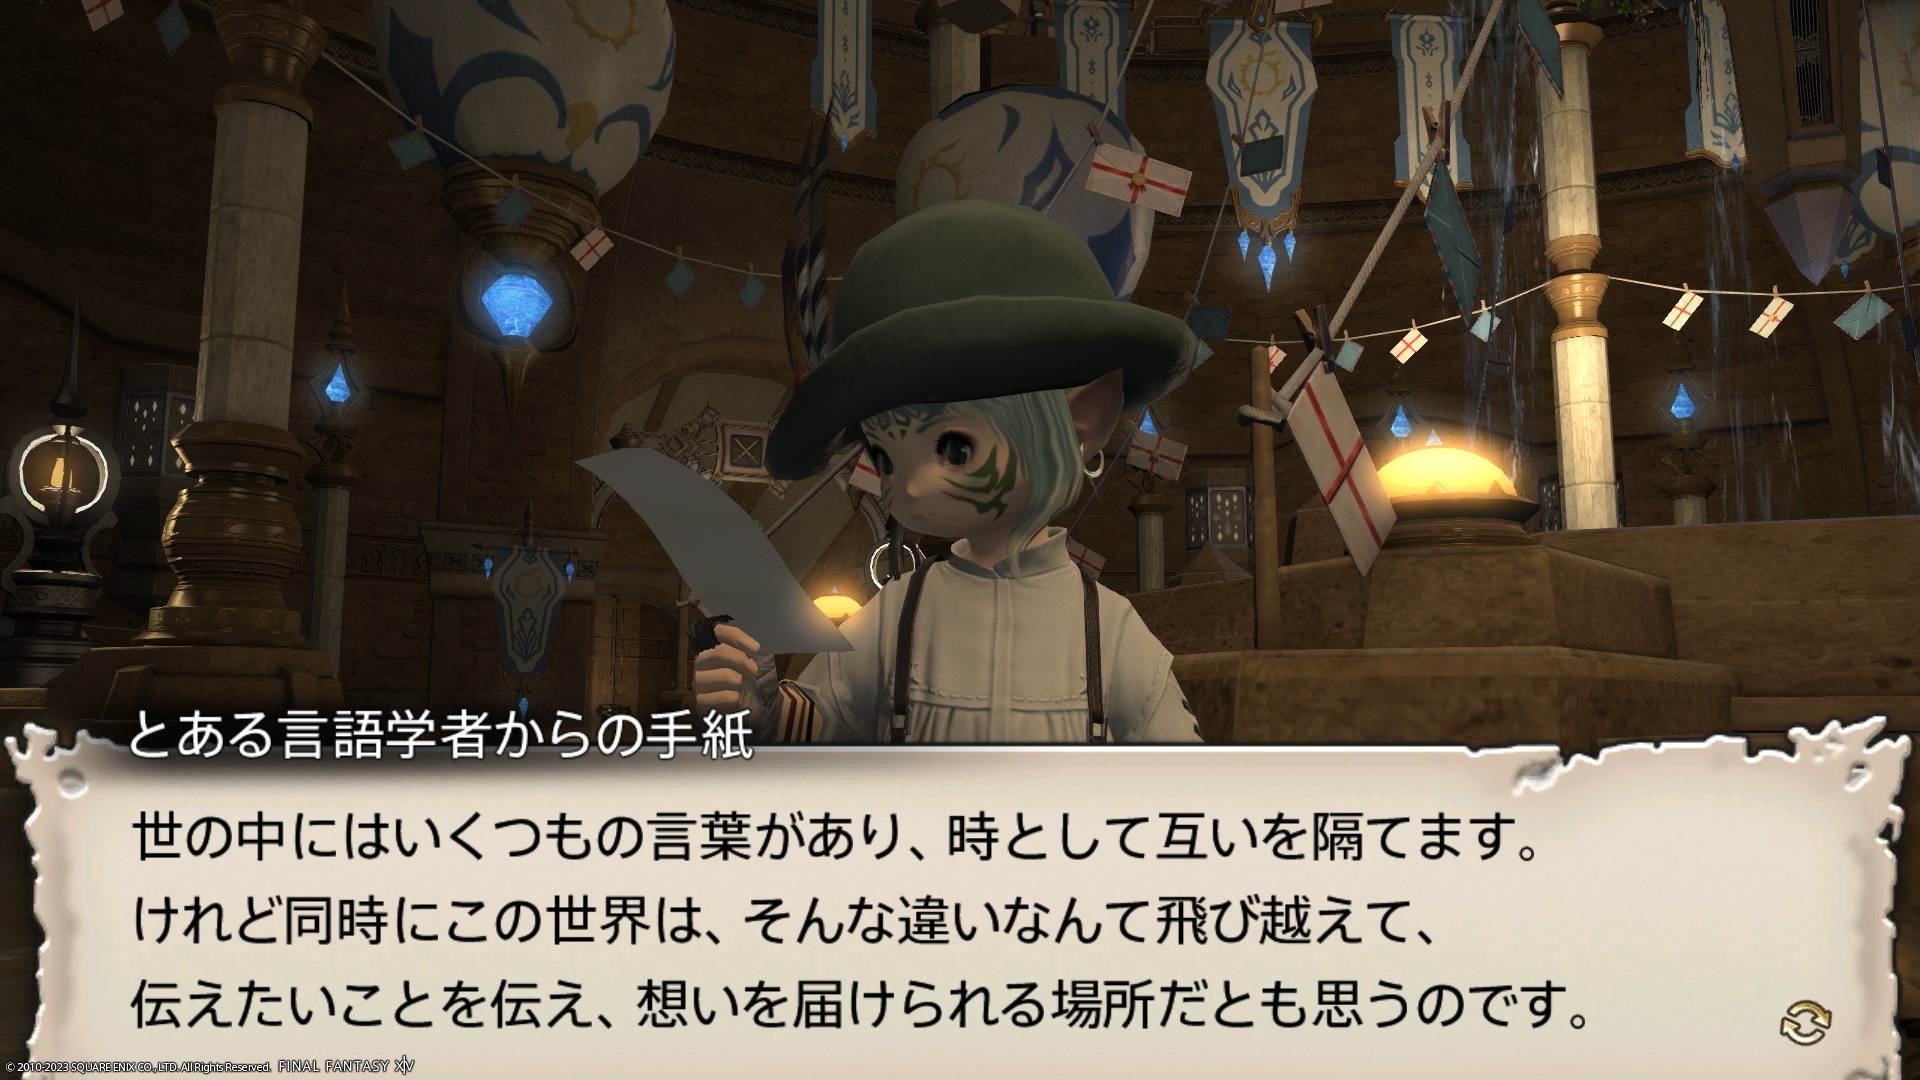 とある言語学者からの手紙
世の中にはいくつもの言葉があり、時として互いを隔てます。
けれど同時にこの世界は、そんな違いなんて飛び越えて、
伝えたいことを伝え、想いを届けられる場所だとも思うのです。
© 2010-2023 SQUARE ENIX CO., LTD. All Rights Reserved. FINAL FANTASY XIV